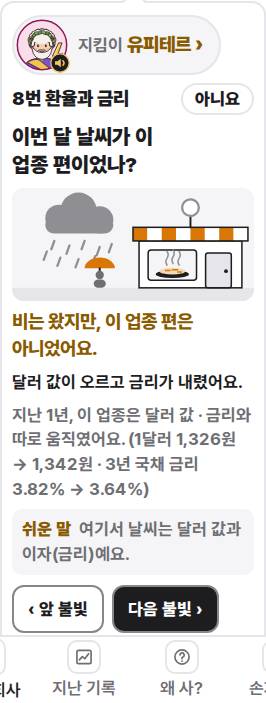 지킴이 유피테르 ›
8번 환율과 금리
아니요
이번 달 날씨가 이
업종 편이었나?
비는 왔지만, 이 업종 편은
아니었어요.
달러 값이 오르고 금리가 내렸어요.
지난 1년, 이 업종은 달러 값 · 금리와
따로 움직였어요. (1달러 1,326원
→ 1,342원 · 3년 국채 금리
3.82% → 3.64%)
쉬운 말 여기서 날씨는 달러 값과
이자(금리)예요.
‹ 앞 불빛
다음 불빛 ›
회사
지난 기록
왜 사?
손